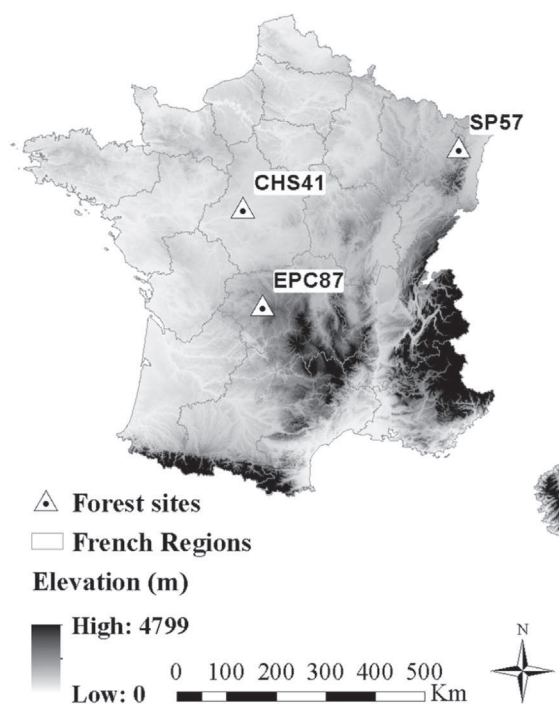 SP57
CHS41
EPC87
Forest sites
French Regions
Elevation (m)
High: 4799
Low: 0
0 100 200 300 400 500
Km
N